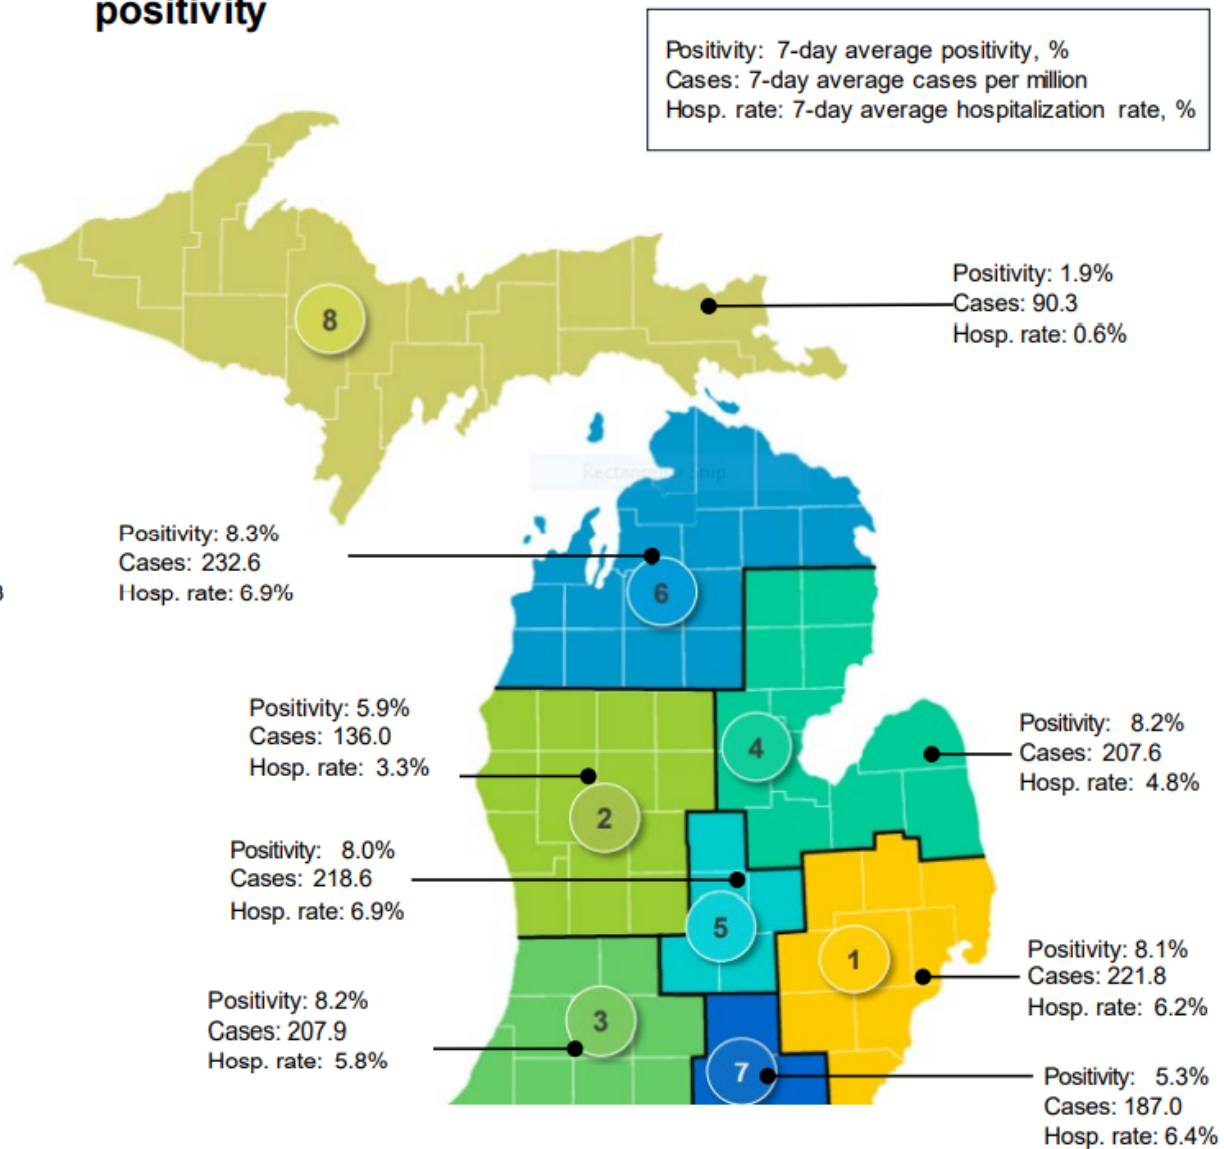 positivity
Positivity: 7-day average positivity, %
Cases: 7-day average cases per million
Hosp. rate: 7-day average hospitalization rate, %
8
Positivity: 1.9%
Cases: 90.3
Hosp. rate: 0.6%
Positivity: 8.3%
Cases: 232.6
Hosp. rate: 6.9%
6
Positivity: 5.9%
Cases: 136.0
Hosp. rate: 3.3%
2
4
Positivity: 8.2%
Cases: 207.6
Hosp. rate: 4.8%
Positivity: 8.0%
Cases: 218.6
Hosp. rate: 6.9%
5
1
Positivity: 8.1%
Cases: 221.8
Hosp. rate: 6.2%
Positivity: 8.2%
Cases: 207.9
Hosp. rate: 5.8%
3
7
Positivity: 5.3%
Cases: 187.0
Hosp. rate: 6.4%